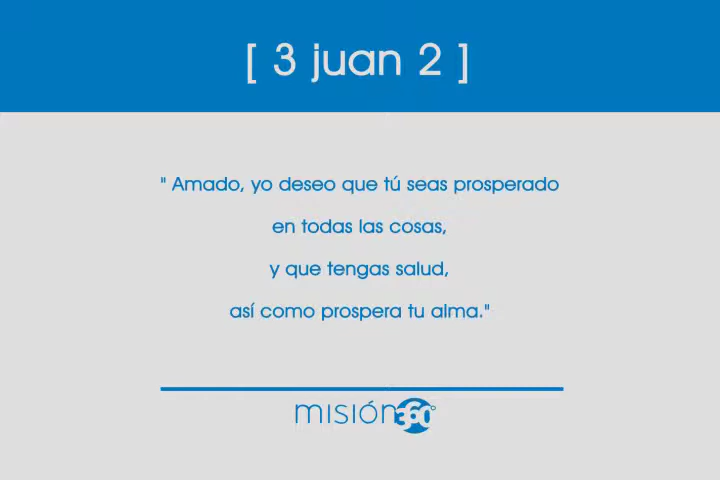 [ 3 juan 2 ]
" Amado, yo deseo que tú seas prosperado
en todas las cosas,
y que tengas salud,
así como prospera tu alma."
misión360°